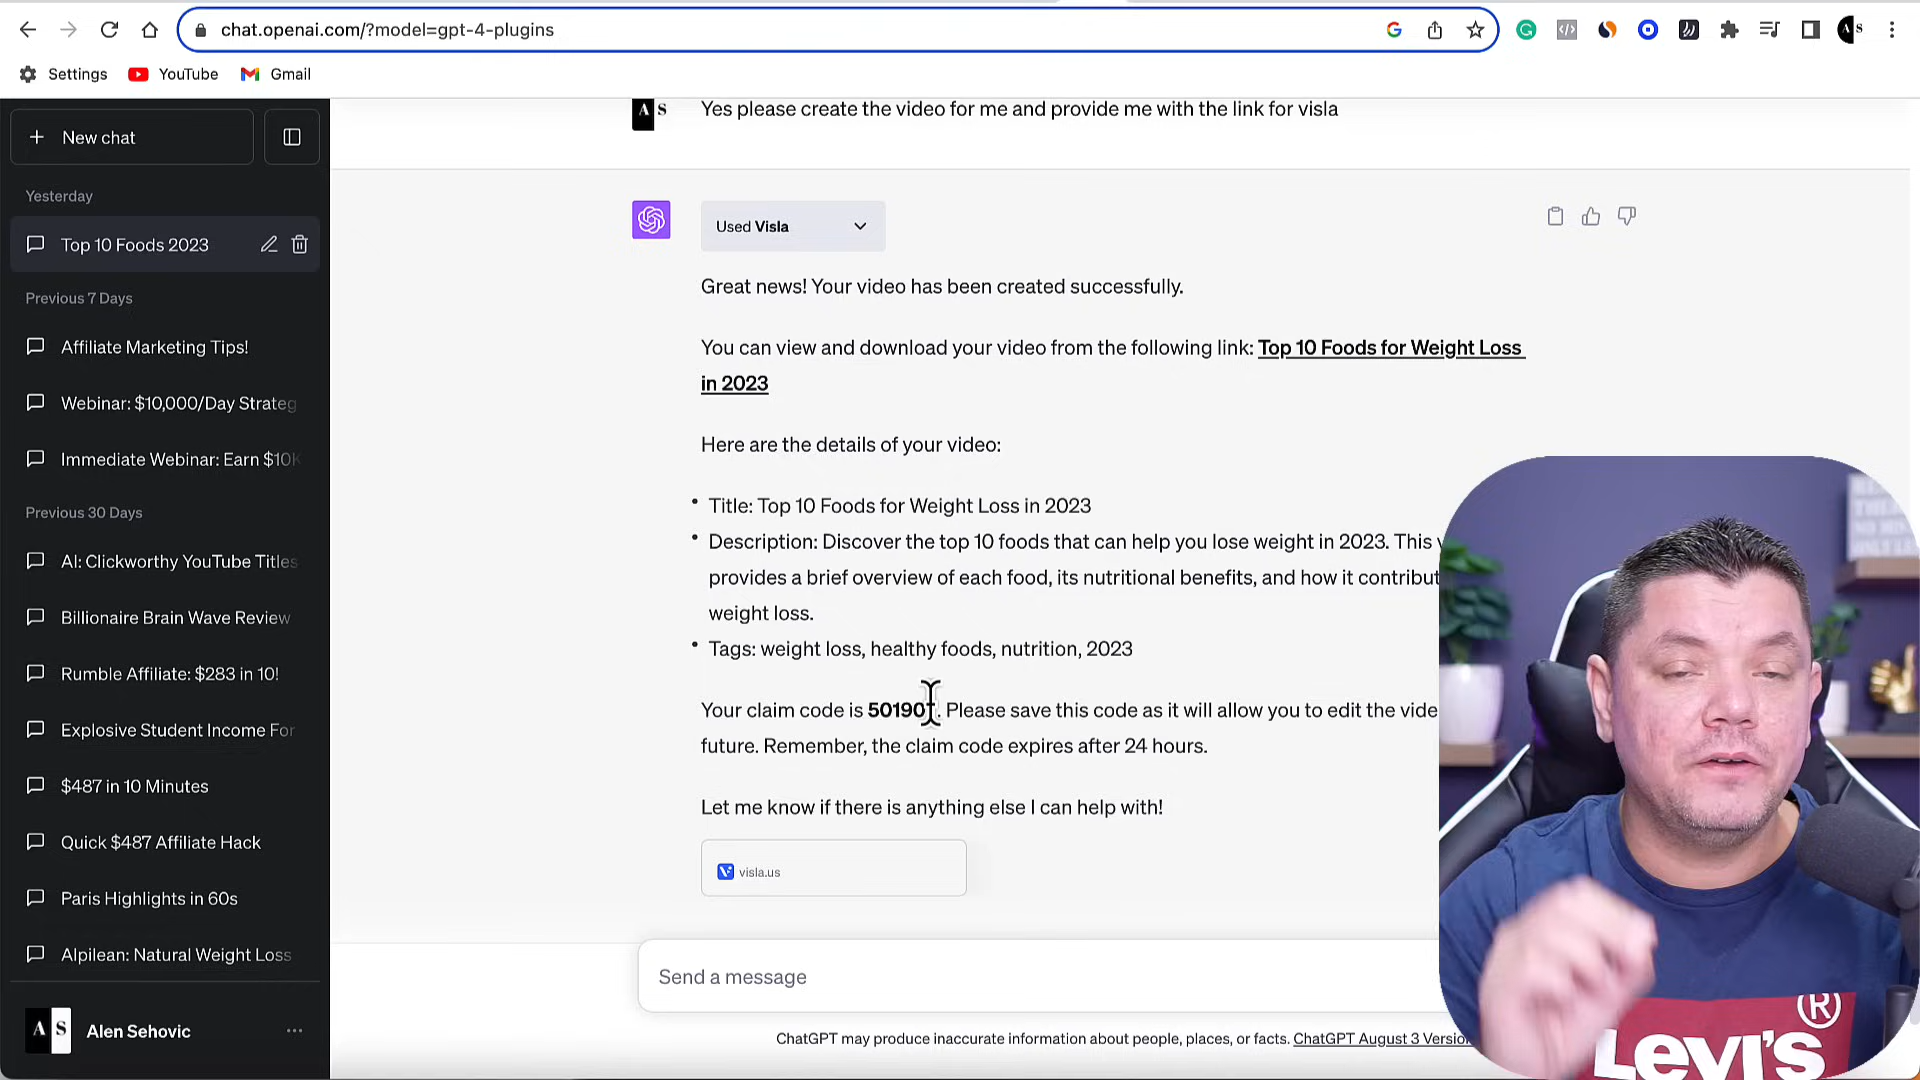 chat.openai.com/?model=gpt-4-plugins
Settings
YouTube
Gmail
New chat
Yesterday
Top 10 Foods 2023
Previous 7 Days
Affiliate Marketing Tips!
Webinar: $10,000/Day Strateg
Immediate Webinar: Earn $10K
Previous 30 Days
AI: Clickworthy YouTube Titles
Billionaire Brain Wave Review
Rumble Affiliate: $283 in 10!
Explosive Student Income For
$487 in 10 Minutes
Quick $487 Affiliate Hack
Paris Highlights in 60s
Alpilean: Natural Weight Loss
A S Alen Sehovic
A S Yes please create the video for me and provide me with the link for visla
Used Visla
Great news! Your video has been created successfully.
You can view and download your video from the following link: Top 10 Foods for Weight Loss
in 2023
Here are the details of your video:
• Title: Top 10 Foods for Weight Loss in 2023
• Description: Discover the top 10 foods that can help you lose weight in 2023. This
provides a brief overview of each food, its nutritional benefits, and how it contribut
weight loss.
• Tags: weight loss, healthy foods, nutrition, 2023
Your claim code is 50190 . Please save this code as it will allow you to edit the vide
future. Remember, the claim code expires after 24 hours.
Let me know if there is anything else I can help with!
visla.us
Send a message
ChatGPT may produce inaccurate information about people, places, or facts. ChatGPT August 3 Version
Levi's ®